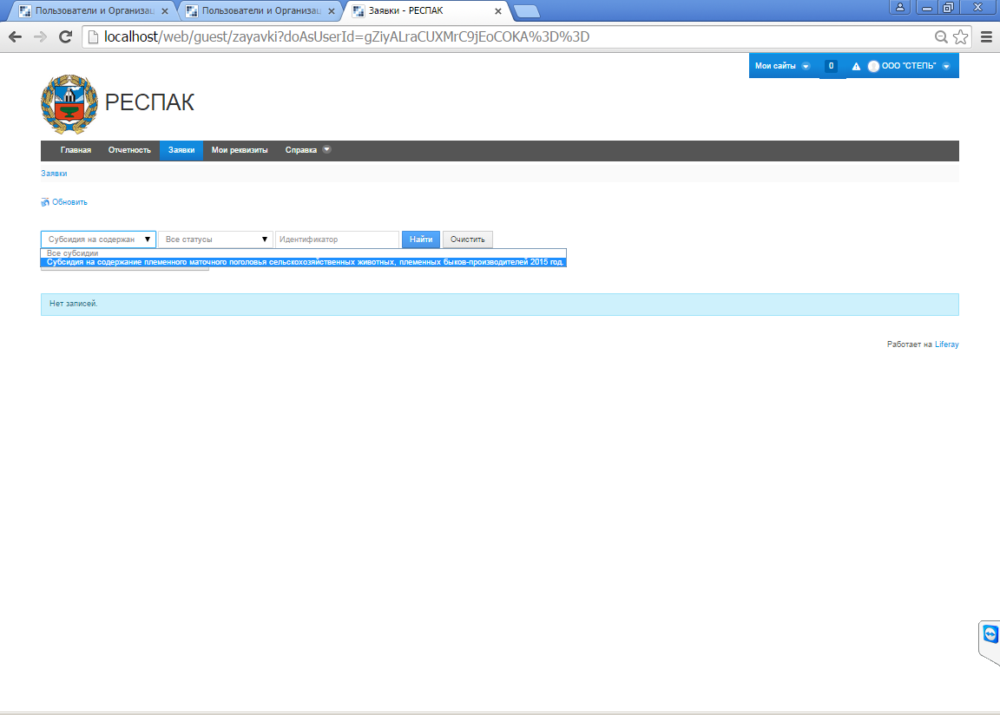 Пользователи и Организац
Пользователи и Организац
Заявки - РЕСПАК
localhost/web/guest/zayavki?doAsUserId=gZiyALraCUXMrC9jEoCOKA%3D%3D
Мои сайты 0 ООО "СТЕПЬ"
РЕСПАК
Главная Отчетность Заявки Мои реквизиты Справка
Заявки
Обновить
Субсидия на содержан Все статусы Идентификатор Найти Очистить
Все субсидии
Субсидия на содержание племенного маточного поголовья сельскохозяйственных животных, племенных быков-производителей 2015 год.
Нет записей.
Работает на Liferay